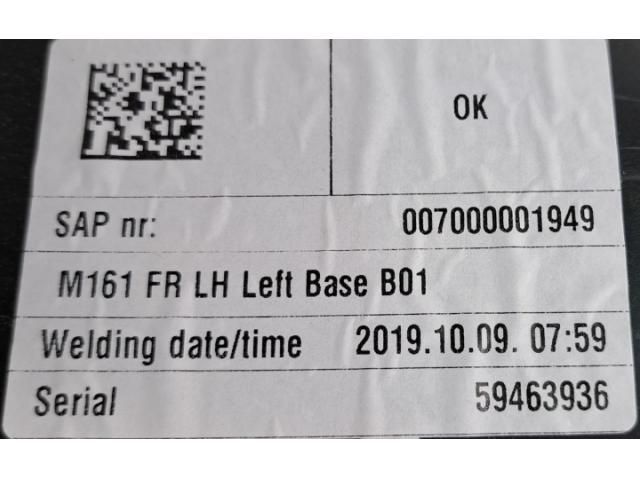 OK
SAP nr: 007000001949
M161 FR LH Left Base B01
Welding date/time 2019.10.09. 07:59
Serial 59463936